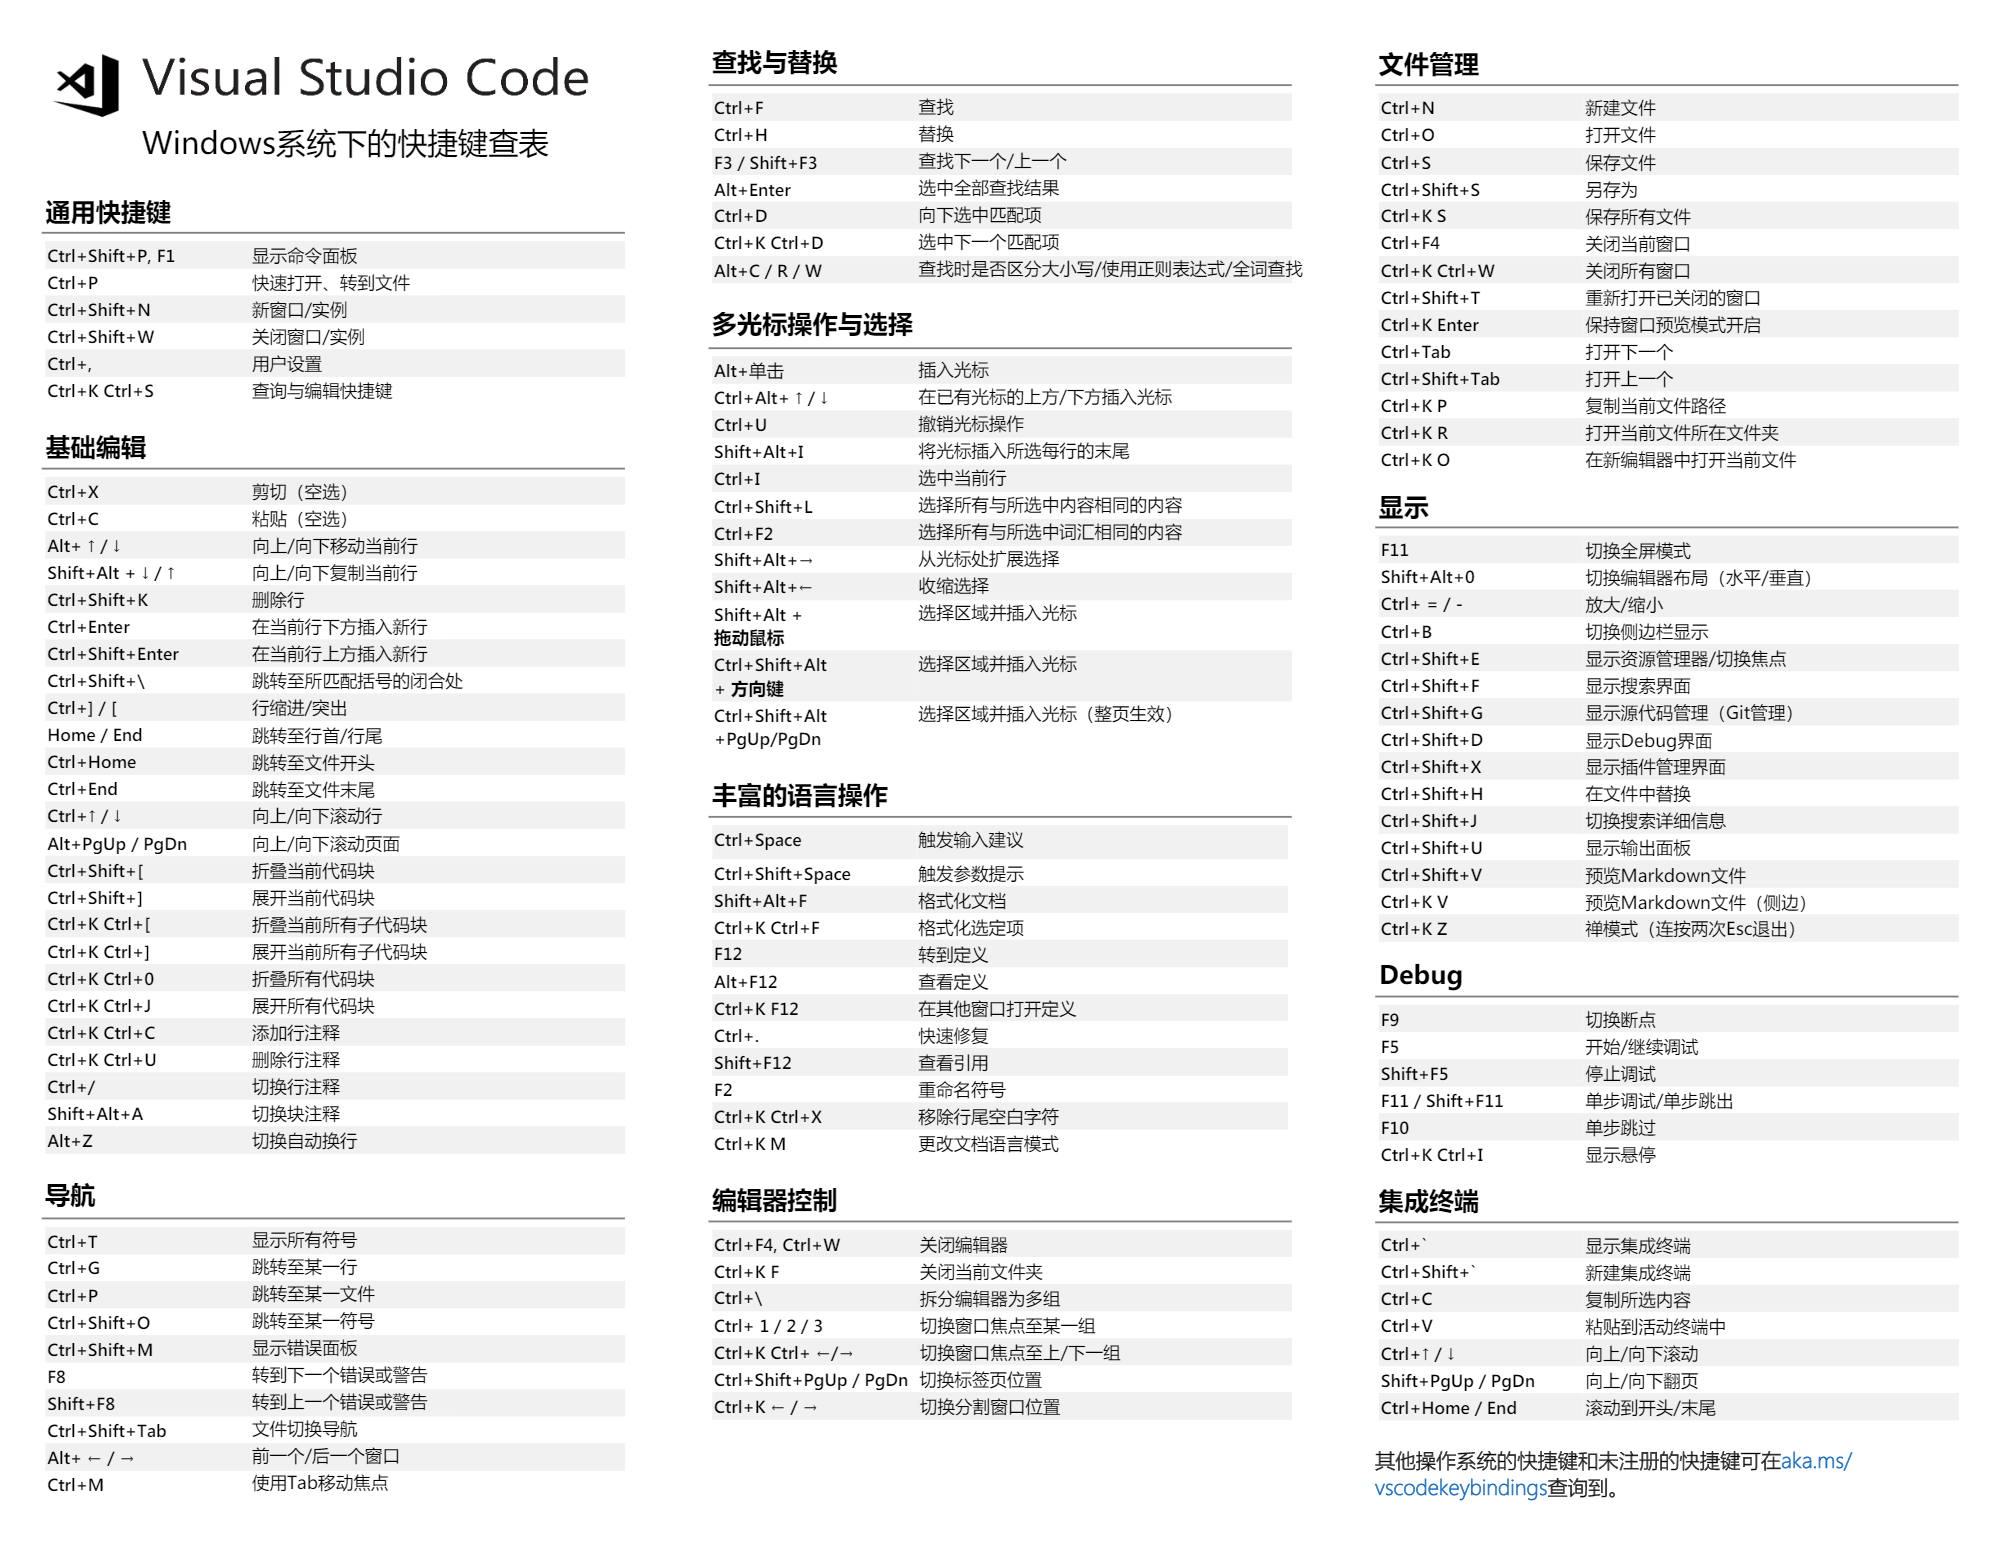 Visual Studio Code
Windows系统下的快捷键查表
通用快捷键
Ctrl+Shift+P, F1 显示命令面板
Ctrl+P 快速打开、转到文件
Ctrl+Shift+N 新窗口/实例
Ctrl+Shift+W 关闭窗口/实例
Ctrl+, 用户设置
Ctrl+K Ctrl+S 查询与编辑快捷键
基础编辑
Ctrl+X 剪切（空选）
Ctrl+C 粘贴（空选）
Alt+ ↑ / ↓ 向上/向下移动当前行
Shift+Alt + ↓ / ↑ 向上/向下复制当前行
Ctrl+Shift+K 删除行
Ctrl+Enter 在当前行下方插入新行
Ctrl+Shift+Enter 在当前行上方插入新行
Ctrl+Shift+\ 跳转至所匹配括号的闭合处
Ctrl+] / [ 行缩进/突出
Home / End 跳转至行首/行尾
Ctrl+Home 跳转至文件开头
Ctrl+End 跳转至文件末尾
Ctrl+↑ / ↓ 向上/向下滚动行
Alt+PgUp / PgDn 向上/向下滚动页面
Ctrl+Shift+[ 折叠当前代码块
Ctrl+Shift+] 展开当前代码块
Ctrl+K Ctrl+[ 折叠当前所有子代码块
Ctrl+K Ctrl+] 展开当前所有子代码块
Ctrl+K Ctrl+0 折叠所有代码块
Ctrl+K Ctrl+J 展开所有代码块
Ctrl+K Ctrl+C 添加行注释
Ctrl+K Ctrl+U 删除行注释
Ctrl+/ 切换行注释
Shift+Alt+A 切换块注释
Alt+Z 切换自动换行
导航
Ctrl+T 显示所有符号
Ctrl+G 跳转至某一行
Ctrl+P 跳转至某一文件
Ctrl+Shift+O 跳转至某一符号
Ctrl+Shift+M 显示错误面板
F8 转到下一个错误或警告
Shift+F8 转到上一个错误或警告
Ctrl+Shift+Tab 文件切换导航
Alt+ ← / → 前一个/后一个窗口
Ctrl+M 使用Tab移动焦点
查找与替换
Ctrl+F 查找
Ctrl+H 替换
F3 / Shift+F3 查找下一个/上一个
Alt+Enter 选中全部查找结果
Ctrl+D 向下选中匹配项
Ctrl+K Ctrl+D 选中下一个匹配项
Alt+C / R / W 查找时是否区分大小写/使用正则表达式/全词查找
多光标操作与选择
Alt+单击 插入光标
Ctrl+Alt+ ↑ / ↓ 在已有光标的上方/下方插入光标
Ctrl+U 撤销光标操作
Shift+Alt+I 将光标插入所选每行的末尾
Ctrl+I 选中当前行
Ctrl+Shift+L 选择所有与所选中内容相同的内容
Ctrl+F2 选择所有与所选中词汇相同的内容
Shift+Alt+→ 从光标处扩展选择
Shift+Alt+← 收缩选择
Shift+Alt + 选择区域并插入光标
拖动鼠标
Ctrl+Shift+Alt 选择区域并插入光标
+ 方向键
Ctrl+Shift+Alt 选择区域并插入光标（整页生效）
+PgUp/PgDn
丰富的语言操作
Ctrl+Space 触发输入建议
Ctrl+Shift+Space 触发参数提示
Shift+Alt+F 格式化文档
Ctrl+K Ctrl+F 格式化选定项
F12 转到定义
Alt+F12 查看定义
Ctrl+K F12 在其他窗口打开定义
Ctrl+. 快速修复
Shift+F12 查看引用
F2 重命名符号
Ctrl+K Ctrl+X 移除行尾空白字符
Ctrl+K M 更改文档语言模式
编辑器控制
Ctrl+F4, Ctrl+W 关闭编辑器
Ctrl+K F 关闭当前文件夹
Ctrl+\ 拆分编辑器为多组
Ctrl+ 1 / 2 / 3 切换窗口焦点至某一组
Ctrl+K Ctrl+ ←/→ 切换窗口焦点至上/下一组
Ctrl+Shift+PgUp / PgDn 切换标签页位置
Ctrl+K ← / → 切换分割窗口位置
文件管理
Ctrl+N 新建文件
Ctrl+O 打开文件
Ctrl+S 保存文件
Ctrl+Shift+S 另存为
Ctrl+K S 保存所有文件
Ctrl+F4 关闭当前窗口
Ctrl+K Ctrl+W 关闭所有窗口
Ctrl+Shift+T 重新打开已关闭的窗口
Ctrl+K Enter 保持窗口预览模式开启
Ctrl+Tab 打开下一个
Ctrl+Shift+Tab 打开上一个
Ctrl+K P 复制当前文件路径
Ctrl+K R 打开当前文件所在文件夹
Ctrl+K O 在新编辑器中打开当前文件
显示
F11 切换全屏模式
Shift+Alt+0 切换编辑器布局（水平/垂直）
Ctrl+ = / - 放大/缩小
Ctrl+B 切换侧边栏显示
Ctrl+Shift+E 显示资源管理器/切换焦点
Ctrl+Shift+F 显示搜索界面
Ctrl+Shift+G 显示源代码管理（Git管理）
Ctrl+Shift+D 显示Debug界面
Ctrl+Shift+X 显示插件管理界面
Ctrl+Shift+H 在文件中替换
Ctrl+Shift+J 切换搜索详细信息
Ctrl+Shift+U 显示输出面板
Ctrl+Shift+V 预览Markdown文件
Ctrl+K V 预览Markdown文件（侧边）
Ctrl+K Z 禅模式（连按两次Esc退出）
Debug
F9 切换断点
F5 开始/继续调试
Shift+F5 停止调试
F11 / Shift+F11 单步调试/单步跳出
F10 单步跳过
Ctrl+K Ctrl+I 显示悬停
集成终端
Ctrl+` 显示集成终端
Ctrl+Shift+` 新建集成终端
Ctrl+C 复制所选内容
Ctrl+V 粘贴到活动终端中
Ctrl+↑ / ↓ 向上/向下滚动
Shift+PgUp / PgDn 向上/向下翻页
Ctrl+Home / End 滚动到开头/末尾
其他操作系统的快捷键和未注册的快捷键可在aka.ms/
vscodekeybindings查询到。